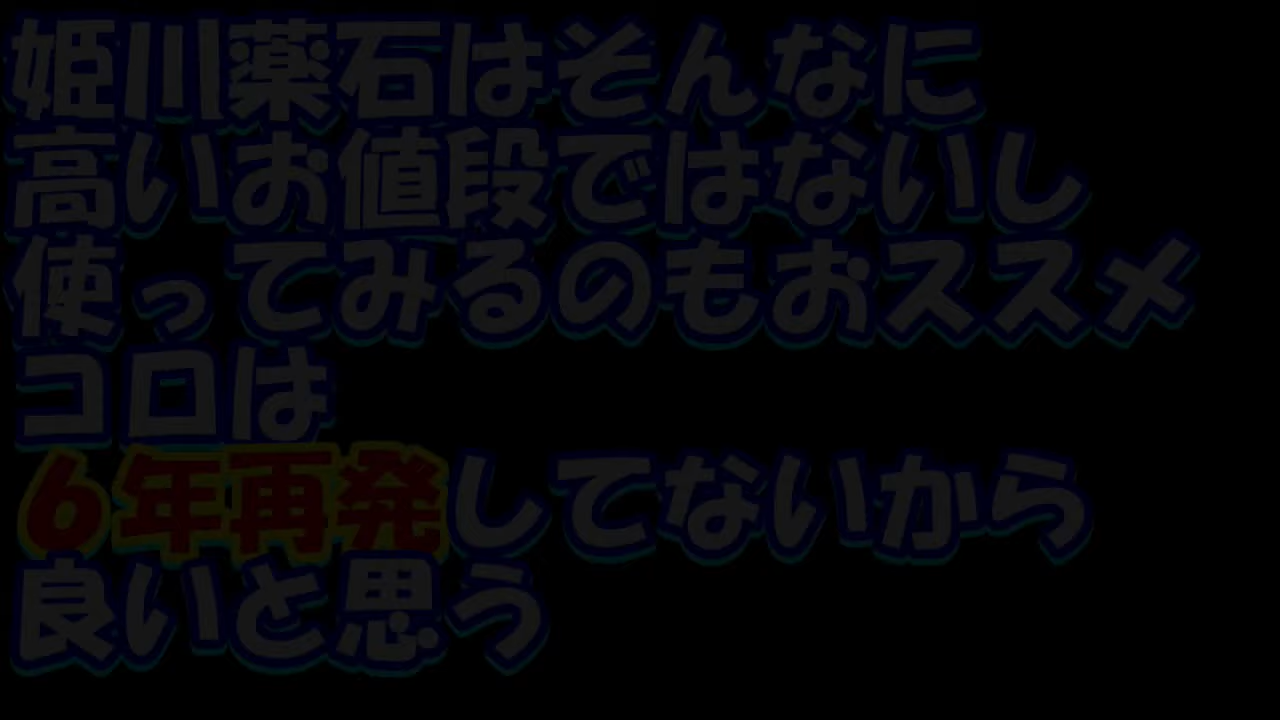 姫川薬石はそんなに
高いお値段ではないし
使ってみるのもおススメ
コロは
6年再発してないから
良いと思う